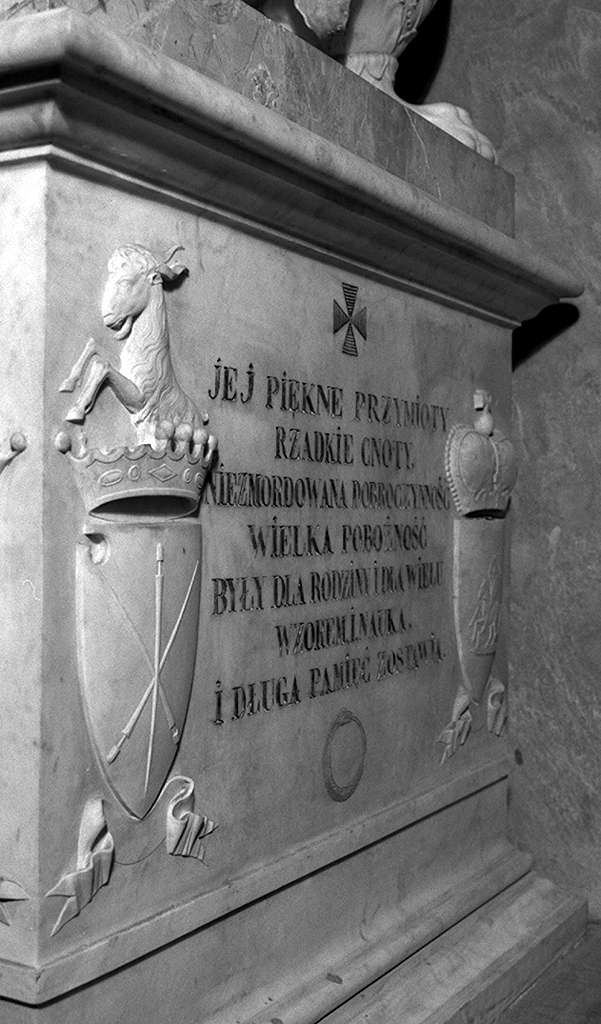 JEJ PIĘKNE PRZYMIOTY
RZADKIE CNOTY,
NIEZMORDOWANA DOBROCZYNNOŚĆ
WIELKA POBOŻNOŚĆ
BYŁY DLA RODZINY I DLA WIELU
WZOREM I NAUKĄ.
I DŁUGĄ PAMIĘĆ ZOSTAWIĄ.